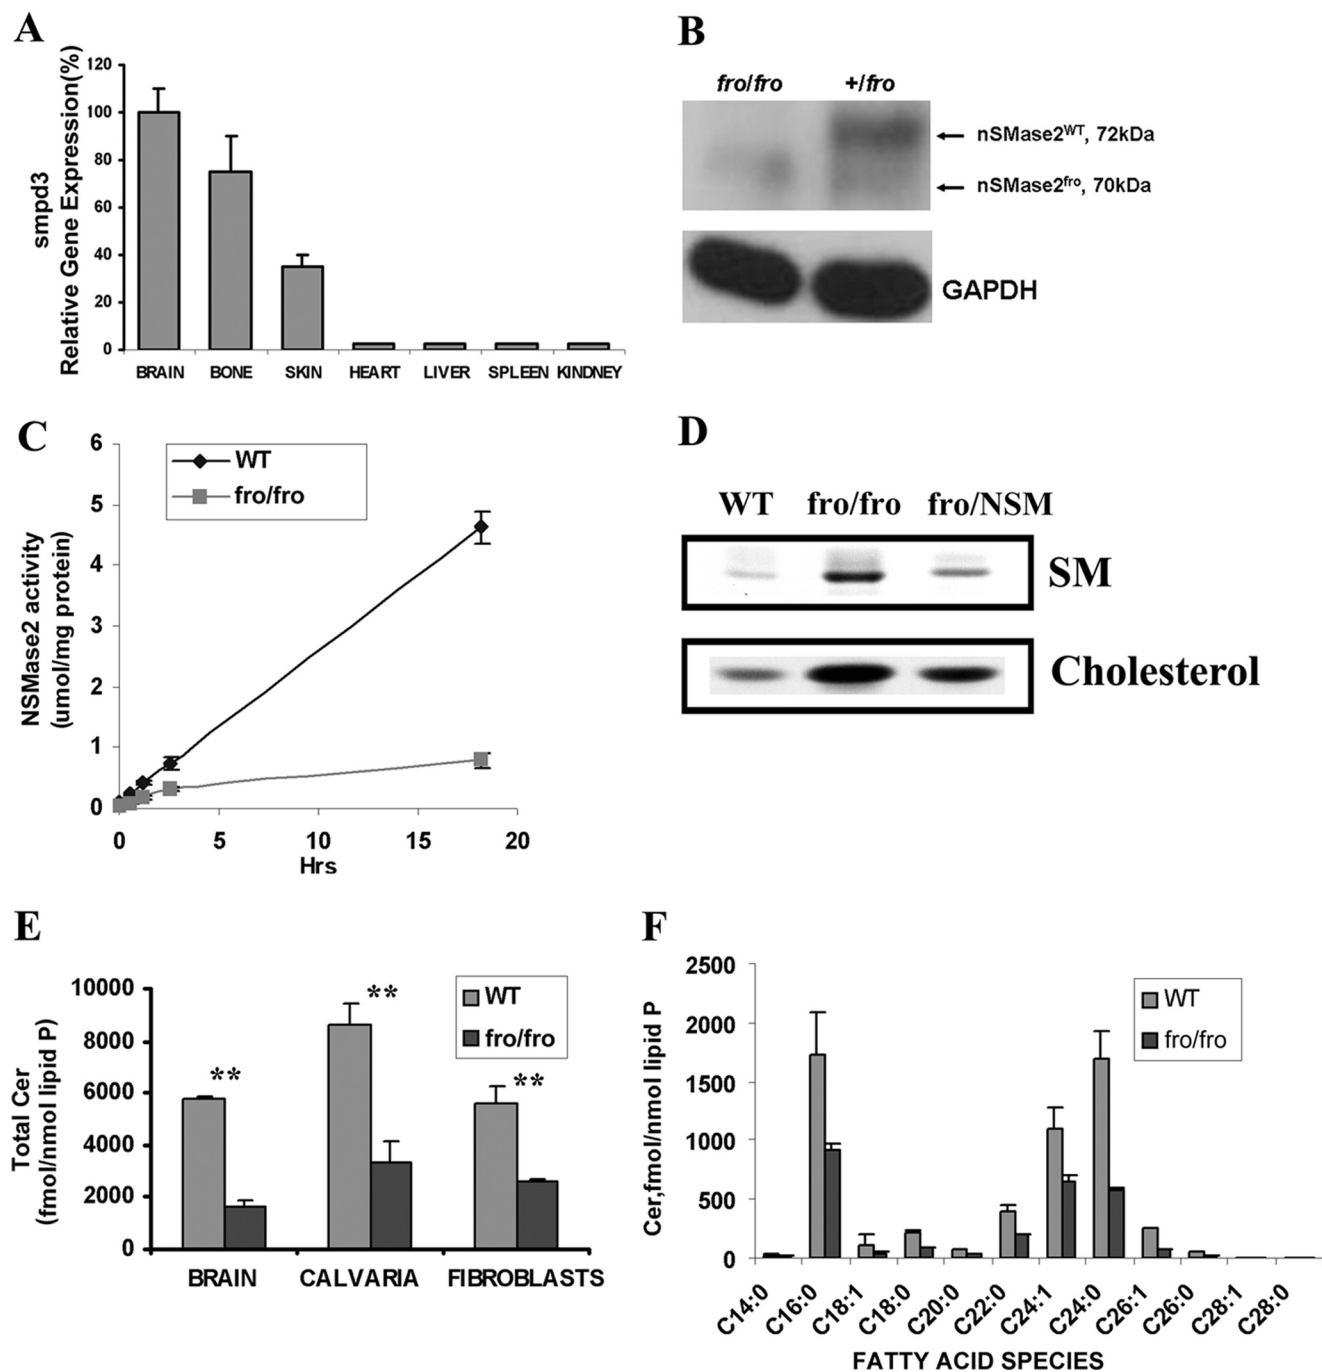 A
smpd3
Relative Gene Expression(%)
120
100
80
60
40
20
0
BRAIN BONE SKIN HEART LIVER SPLEEN KINDNEY
B
fro/fro +/fro
nSMase2WT, 72kDa
nSMase2fro, 70kDa
GAPDH
C
NSMase2 activity
(umol/mg protein)
6
5
4
3
2
1
0
WT
fro/fro
0 5 10 15 20
Hrs
D
WT fro/fro fro/NSM
SM
Cholesterol
E
Total Cer
(fmol/nmol lipid P)
10000
8000
6000
4000
2000
0
** ** **
WT
fro/fro
BRAIN CALVARIA FIBROBLASTS
F
Cer,fmol/nmol lipid P
2500
2000
1500
1000
500
0
WT
fro/fro
C14:0 C16:0 C18:1 C18:0 C20:0 C22:0 C24:1 C24:0 C26:1 C26:0 C28:1 C28:0
FATTY ACID SPECIES